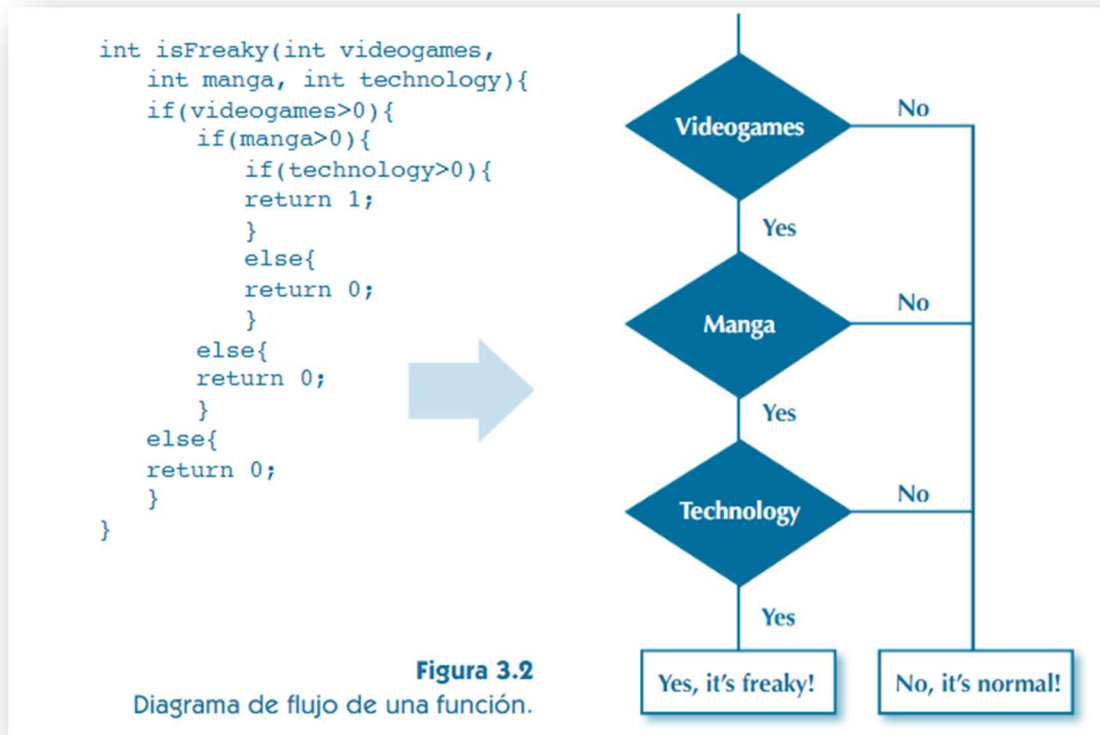 int isFreaky(int videogames,
int manga, int technology){
if(videogames>0){
if(manga>0){
if(technology>0){
return 1;
}
else{
return 0;
}
else{
return 0;
}
else{
return 0;
}
}
Figura 3.2
Diagrama de flujo de una función.
Videogames
No
Yes
Manga
No
Yes
Technology
No
Yes
Yes, it's freaky!
No, it's normal!